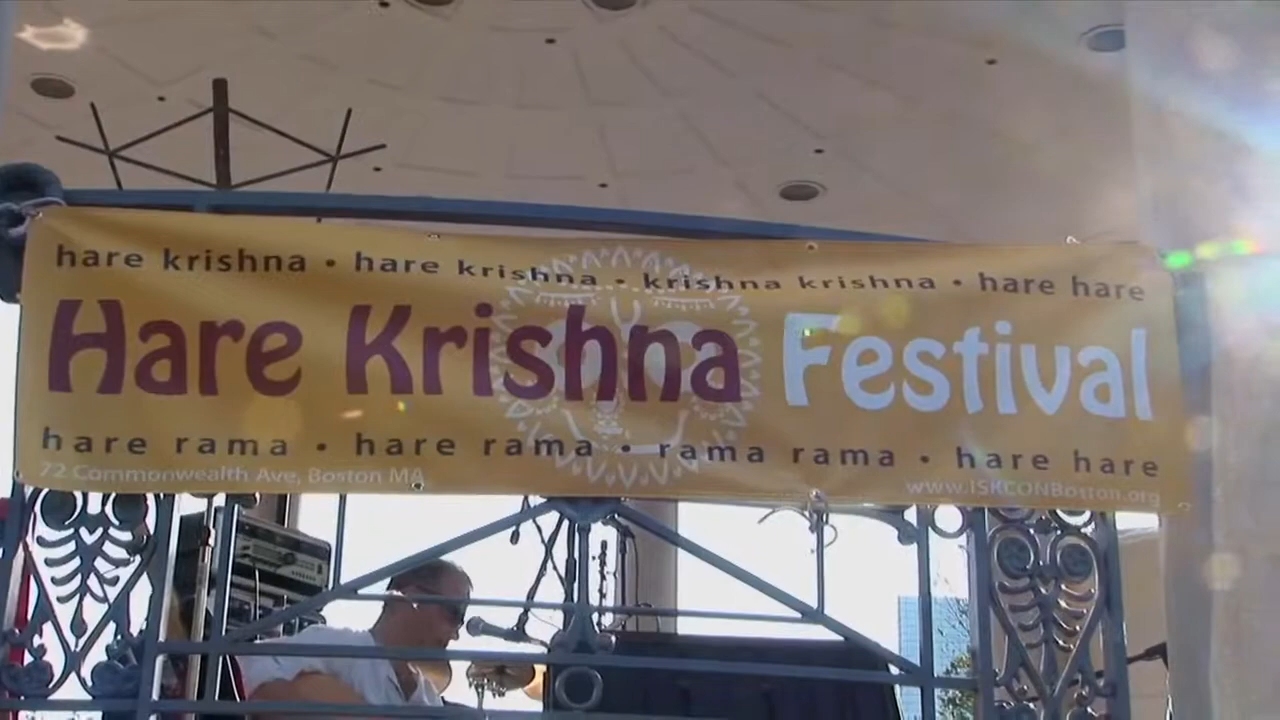 hare krishna • hare krishna • krishna krishna • hare hare
Hare Krishna Festival
hare rama • hare rama • rama rama • hare hare
72 Commonwealth Ave, Boston MA
www.ISKCONBoston.org